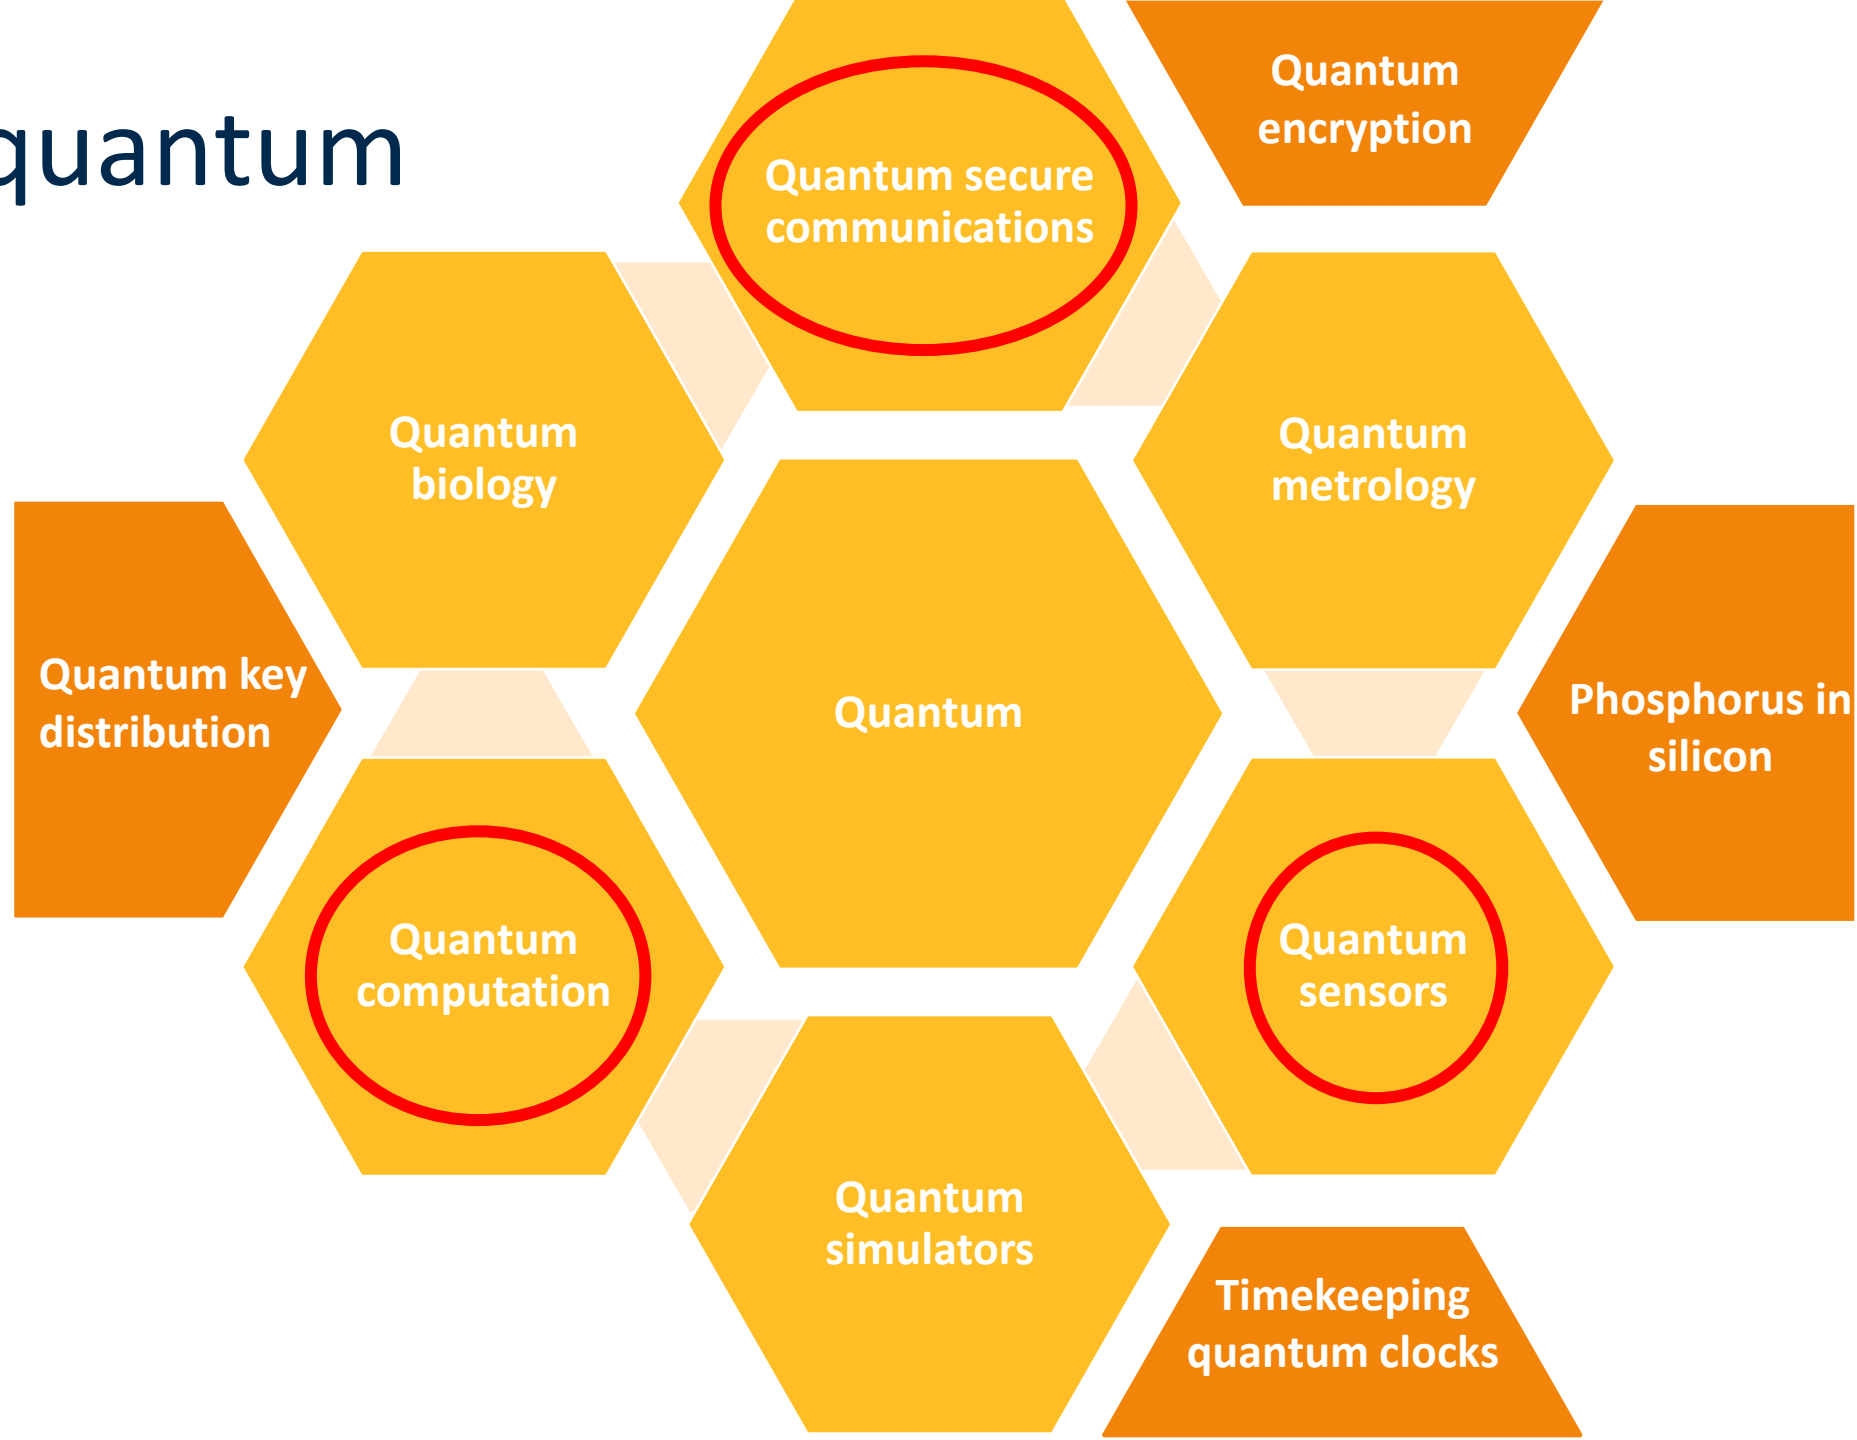 quantum
Quantum
encryption
Quantum secure
communications
Quantum
biology
Quantum
metrology
Quantum key
distribution
Quantum
Phosphorus in
silicon
Quantum
computation
Quantum
sensors
Quantum
simulators
Timekeeping
quantum clocks